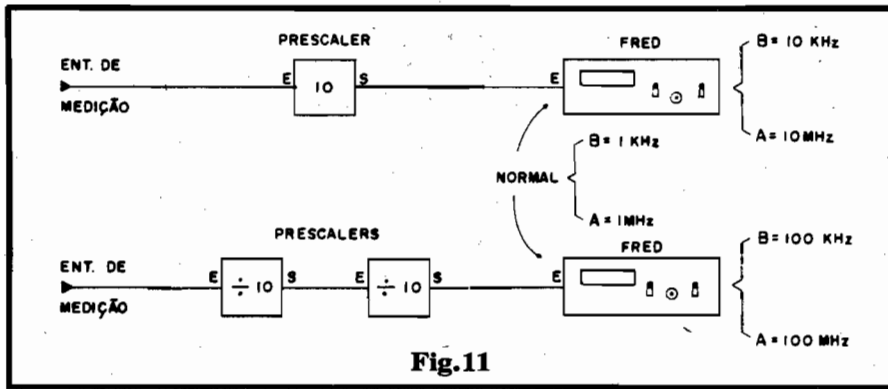 PRESCALER
FRED
B = 10 KHz
ENT. DE
MEDIÇÃO
E
10
S
E
A = 10MHz
NORMAL
B = 1 KHz
A = 1MHz
PRESCALERS
FRED
B = 100 KHz
ENT. DE
MEDIÇÃO
E
÷ 10
S
E
÷ 10
S
E
A = 100 MHz
Fig.11